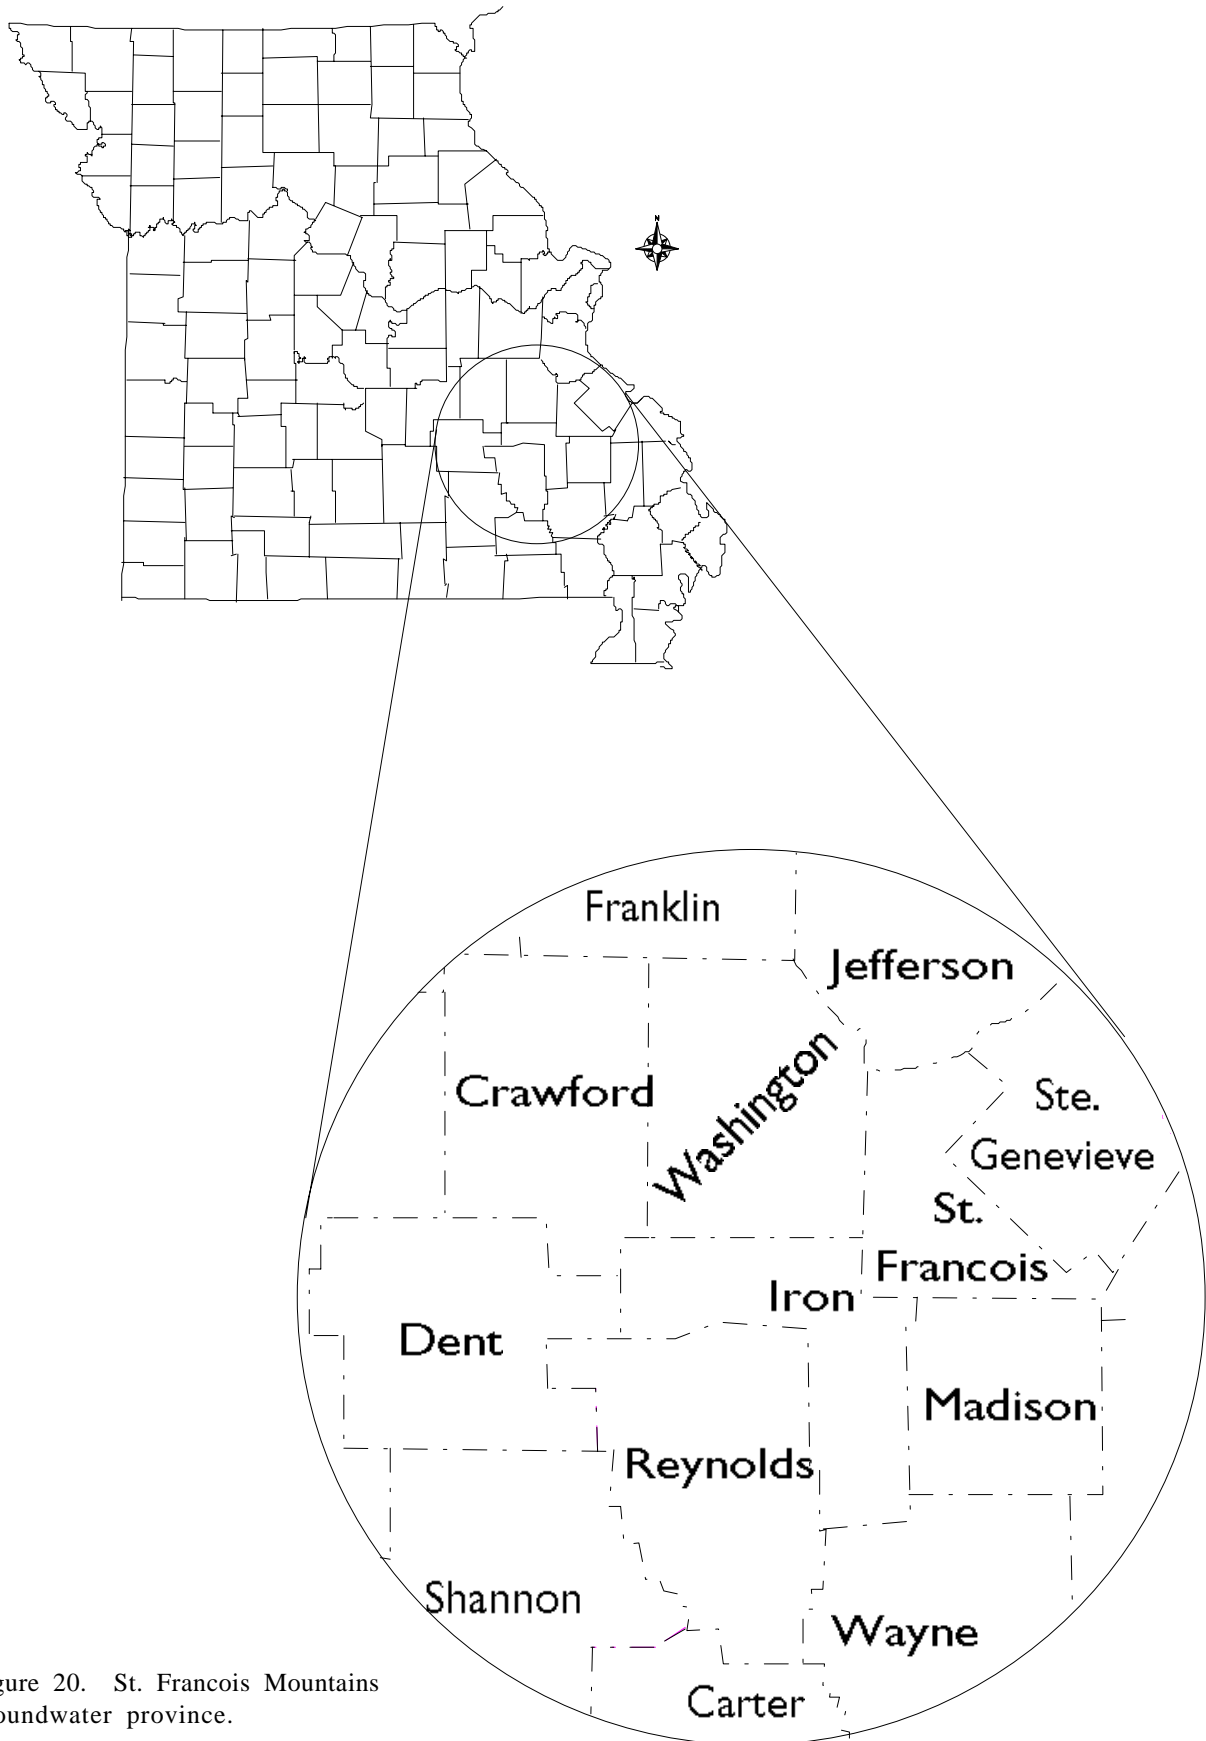 N
Franklin
Jefferson
Crawford
Washington
Ste.
Genevieve
St.
Francois
Iron
Dent
Madison
Reynolds
Shannon
Wayne
Carter
gure 20. St. Francois Mountains
oundwater province.